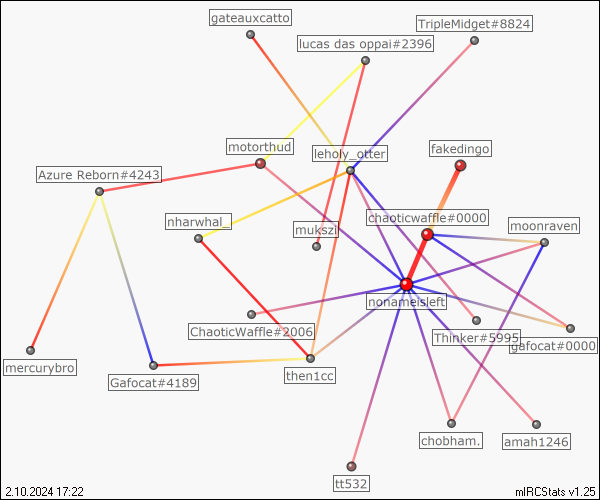 gateauxcatto
TripleMidget#8824
lucas das oppai#2396
motorthud
leholy_otter
fakedingo
Azure Reborn#4243
nharwhal_
mukszi
chaoticwaffle#0000
moonraven
nonameisleft
ChaoticWaffle#2006
Thinker#5995
gafocat#0000
mercurybro
Gafocat#4189
then1cc
chobham.
amah1246
tt532
2.10.2024 17:22
mIRCStats v1.25